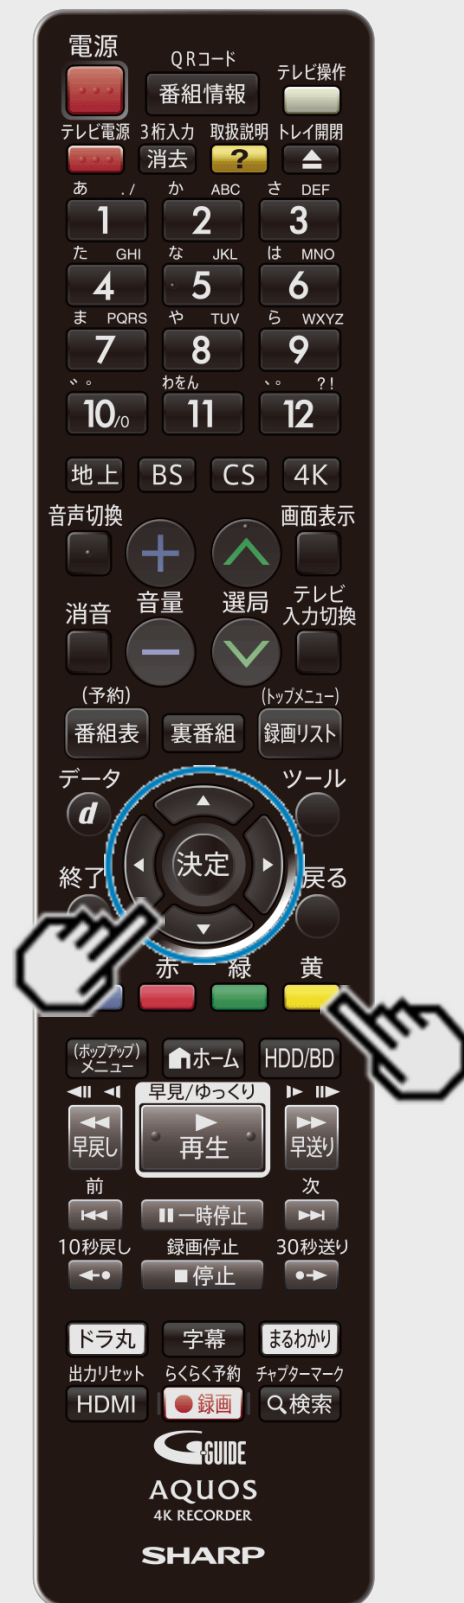 電源
QRコード
番組情報
テレビ操作
テレビ電源 3桁入力 取扱説明 トレイ開閉
消去 ?
あ ./ か ABC さ DEF
1 2 3
た GHI な JKL は MNO
4 5 6
ま PQRS や TUV ら WXYZ
7 8 9
゛゜ わをん 、。 ?!
10/0 11 12
地上 BS CS 4K
音声切換 画面表示
消音 音量 選局 テレビ
入力切換
(予約) (トップメニュー)
番組表 裏番組 録画リスト
データ ツール
d
決定
終了 戻る
赤 緑 黄
(ポップアップ)
メニュー ホーム HDD/BD
早見/ゆっくり
早戻し 再生 早送り
前 次
一時停止
10秒戻し 録画停止 30秒送り
停止
ドラ丸 字幕 まるわかり
出力リセット らくらく予約 チャプターマーク
HDMI 録画 検索
G-GUIDE
AQUOS
4K RECORDER
SHARP